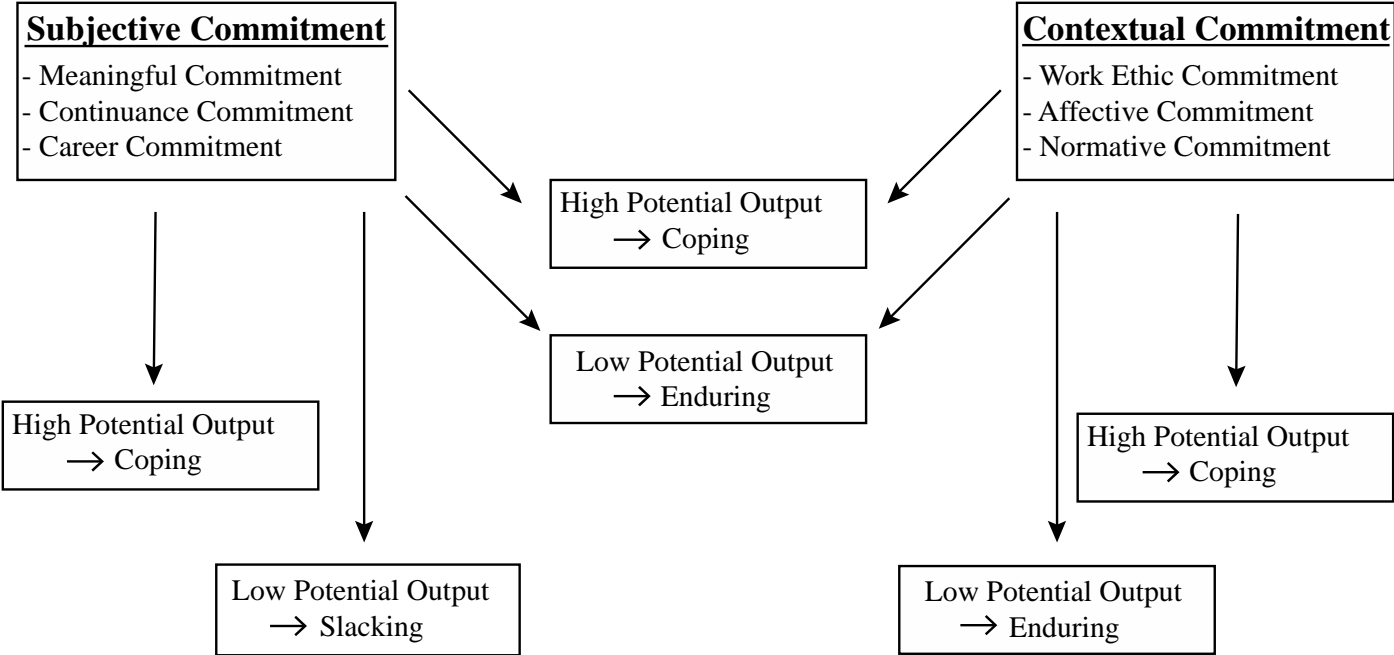 Subjective Commitment
- Meaningful Commitment
- Continuance Commitment
- Career Commitment
Contextual Commitment
- Work Ethic Commitment
- Affective Commitment
- Normative Commitment
High Potential Output
→ Coping
Low Potential Output
→ Enduring
High Potential Output
→ Coping
High Potential Output
→ Coping
Low Potential Output
→ Slacking
Low Potential Output
→ Enduring